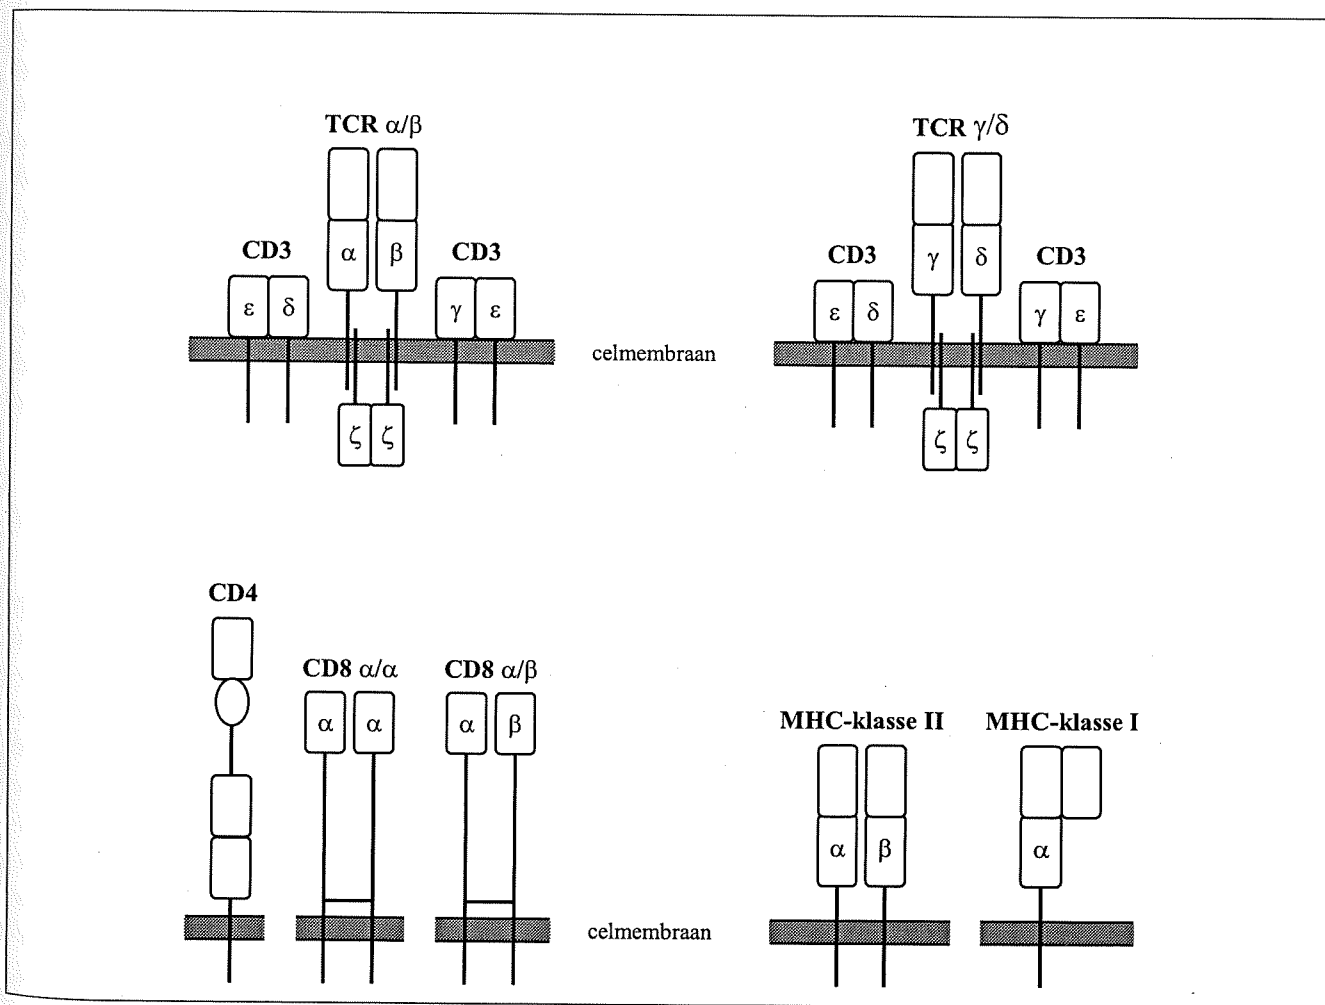 TCR α/β
TCR γ/δ
CD3
α
β
CD3
CD3
γ
δ
CD3
ε
δ
γ
ε
ε
δ
γ
ε
celmembraan
ζ
ζ
ζ
ζ
CD4
CD8 α/α
CD8 α/β
α
α
α
β
MHC-klasse II
MHC-klasse I
α
β
α
celmembraan